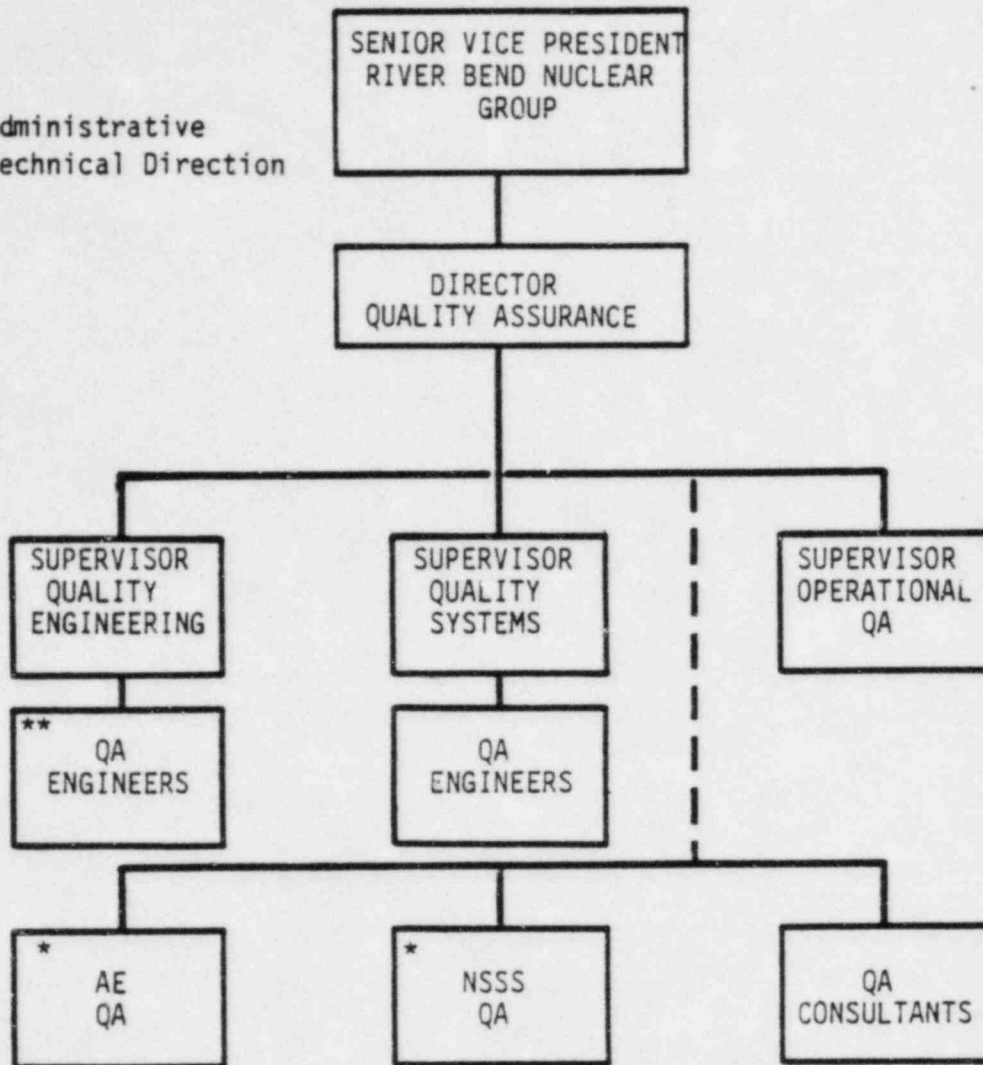 SENIOR VICE PRESIDENT
RIVER BEND NUCLEAR
GROUP
dministrative
echnical Direction
DIRECTOR
QUALITY ASSURANCE
SUPERVISOR
QUALITY
ENGINEERING
SUPERVISOR
QUALITY
SYSTEMS
SUPERVISOR
OPERATIONAL
QA
**
QA
ENGINEERS
QA
ENGINEERS
*
AE
QA
*
NSSS
QA
QA
CONSULTANTS